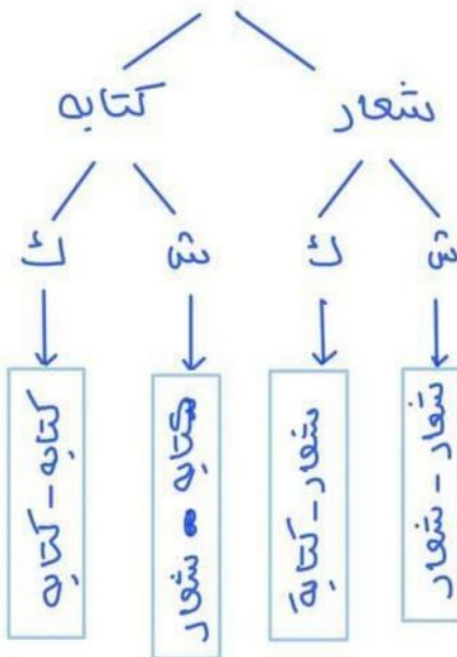 شعار كتابه
ش ك ش ك
شعار - شعار
شعار - كتابة
كتابه - شعار
كتابه - كتابه